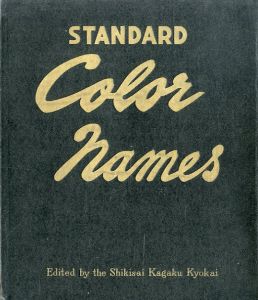 STANDARD
Color
Names
Edited by the Shikisai Kagaku Kyokai